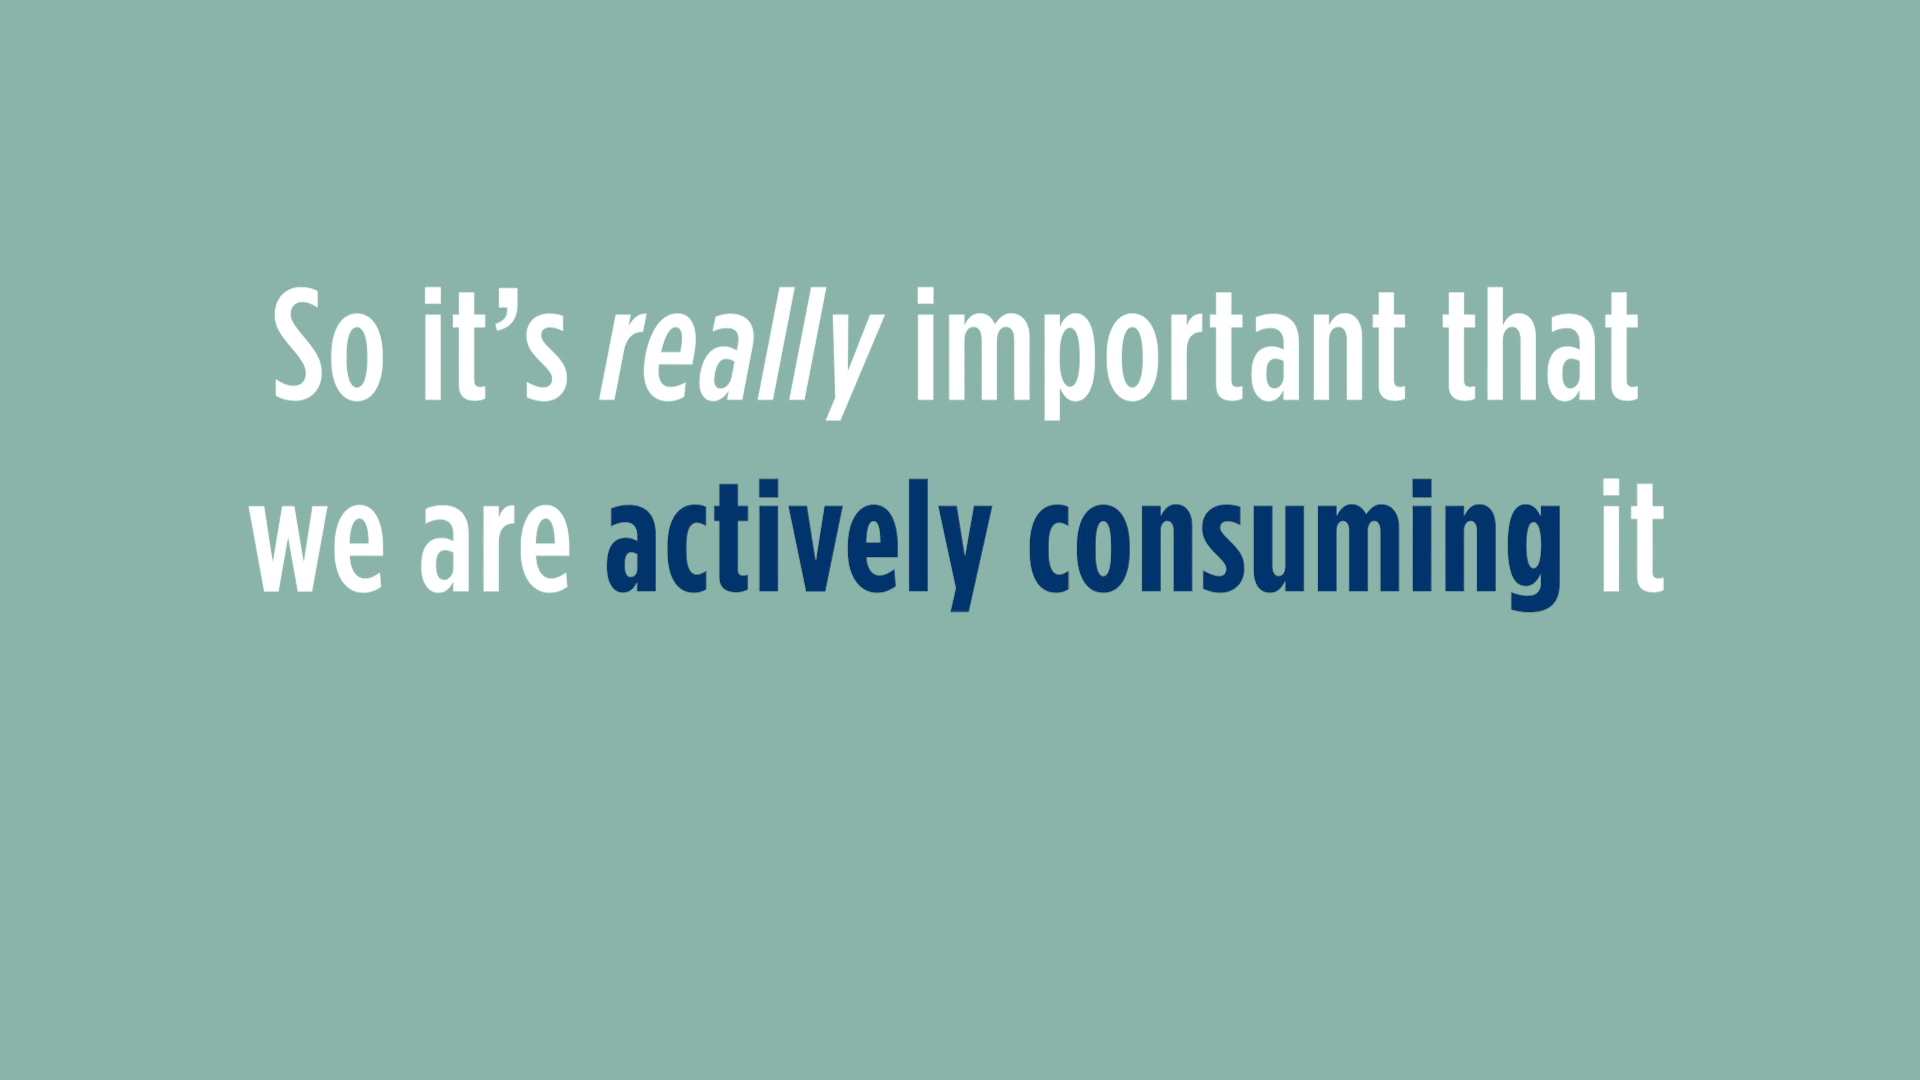 So it’s really important that
we are actively consuming it